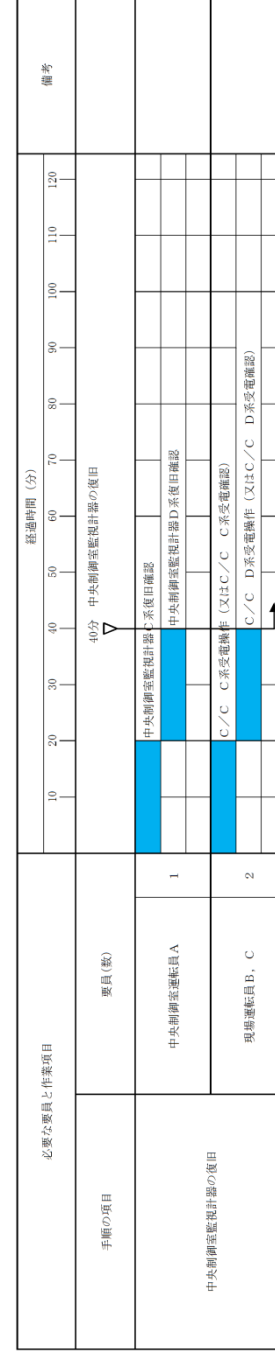 必要な要員と作業項目
経過時間（分）
備考
10 20 30 40 50 60 70 80 90 100 110 120
手順の項目
要員(数)
40分 中央制御室監視計器の復旧
中央制御室監視計器の復旧
中央制御室運転員A
1
中央制御室監視計器C系復旧確認
中央制御室監視計器D系復旧確認
現場運転員B，C
2
C／C C系受電操作（又はC／C C系受電確認）
C／C D系受電操作（又はC／C D系受電確認）